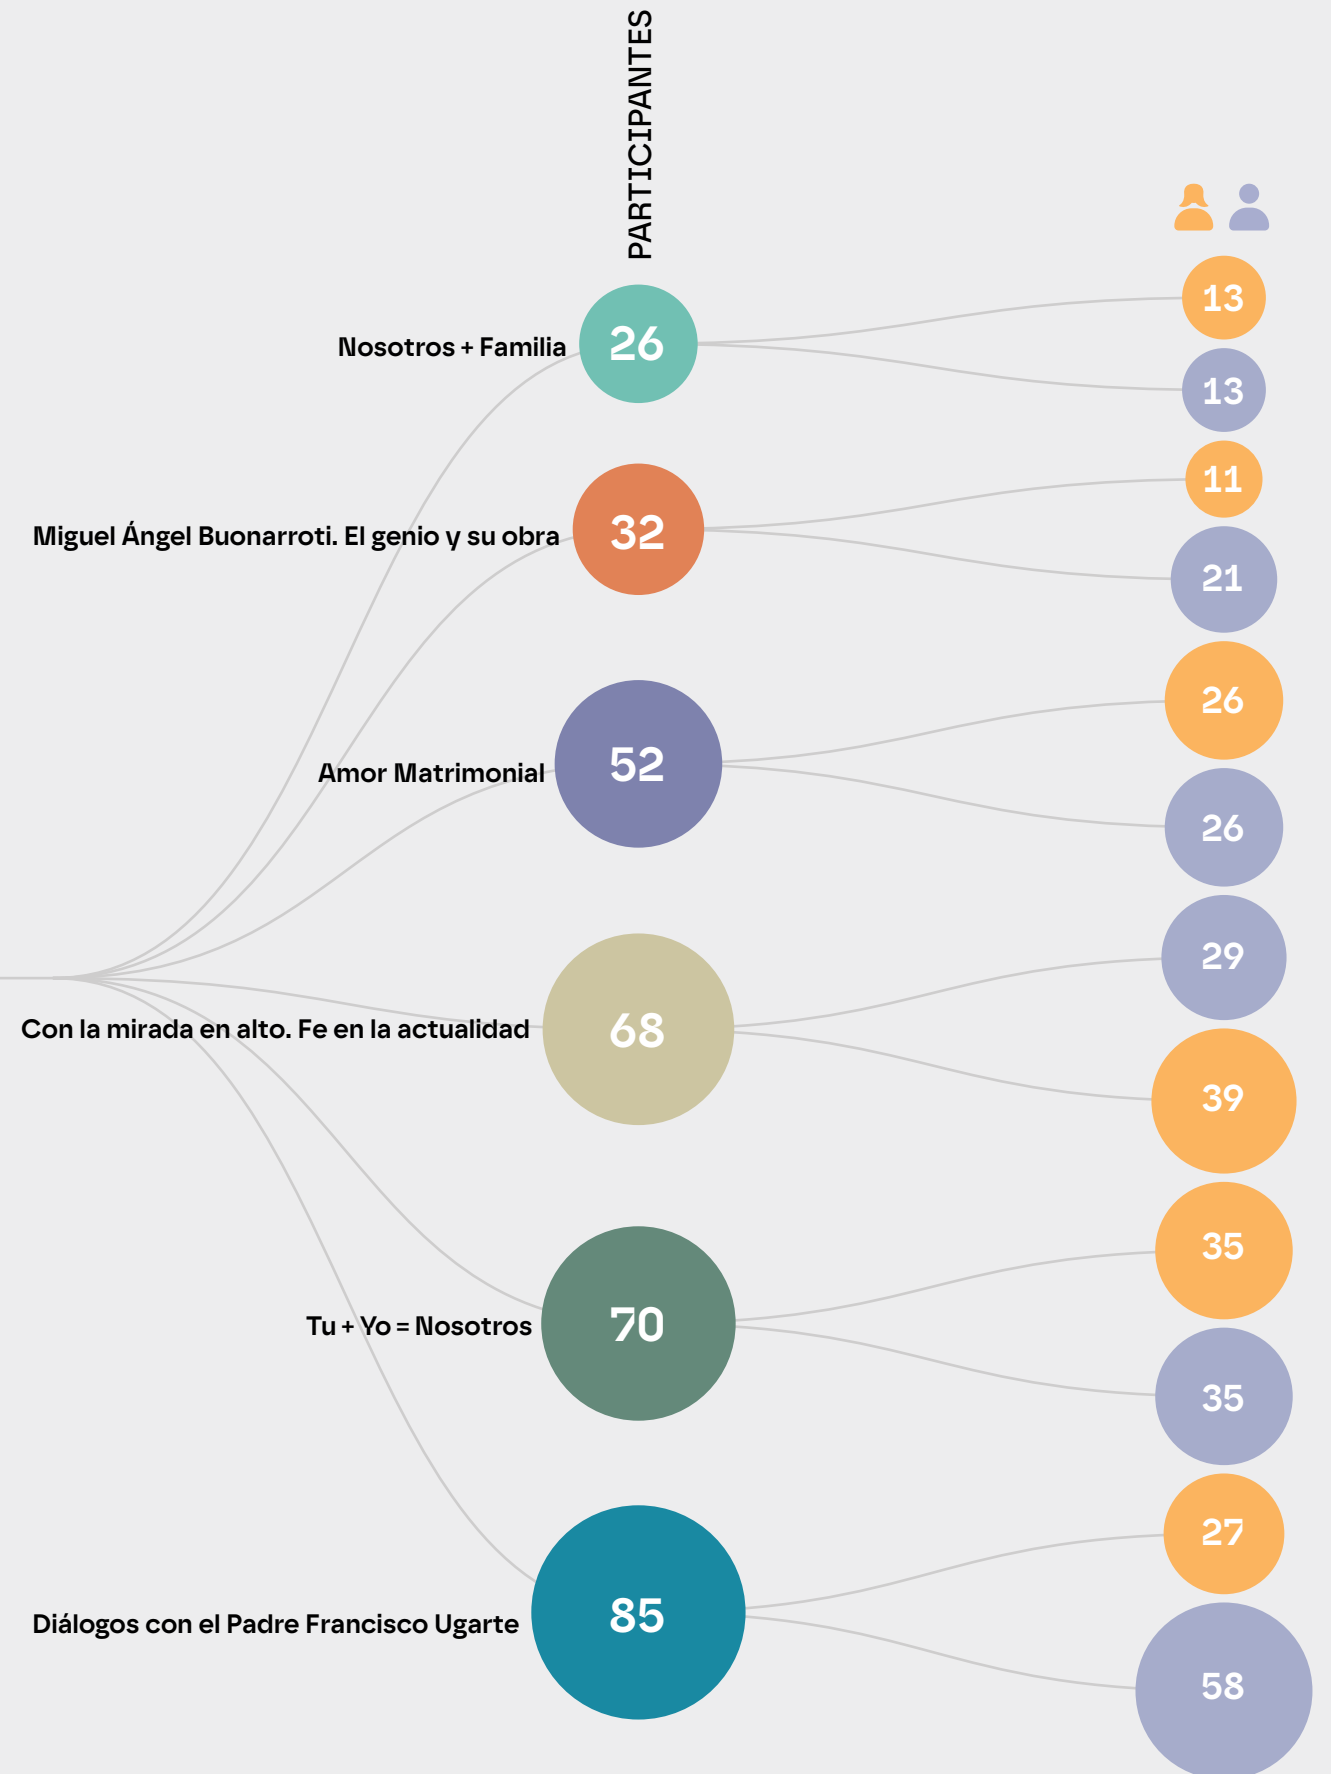 PARTICIPANTES
Nosotros + Familia
26
13
13
Miguel Ángel Buonarroti. El genio y su obra
32
11
21
Amor Matrimonial
52
26
26
Con la mirada en alto. Fe en la actualidad
68
29
39
Tu + Yo = Nosotros
70
35
35
Diálogos con el Padre Francisco Ugarte
85
27
58